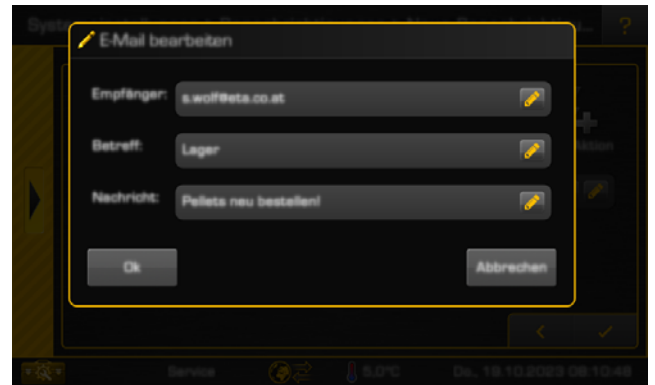 E-Mail bearbeiten
?
Empfänger: s.wolf@eta.co.at
Betreff: Lager
Aktion
Nachricht: Pellets neu bestellen!
Ok
Abbrechen
Service
5.0°C
Do., 19.10.2023 08:10:48